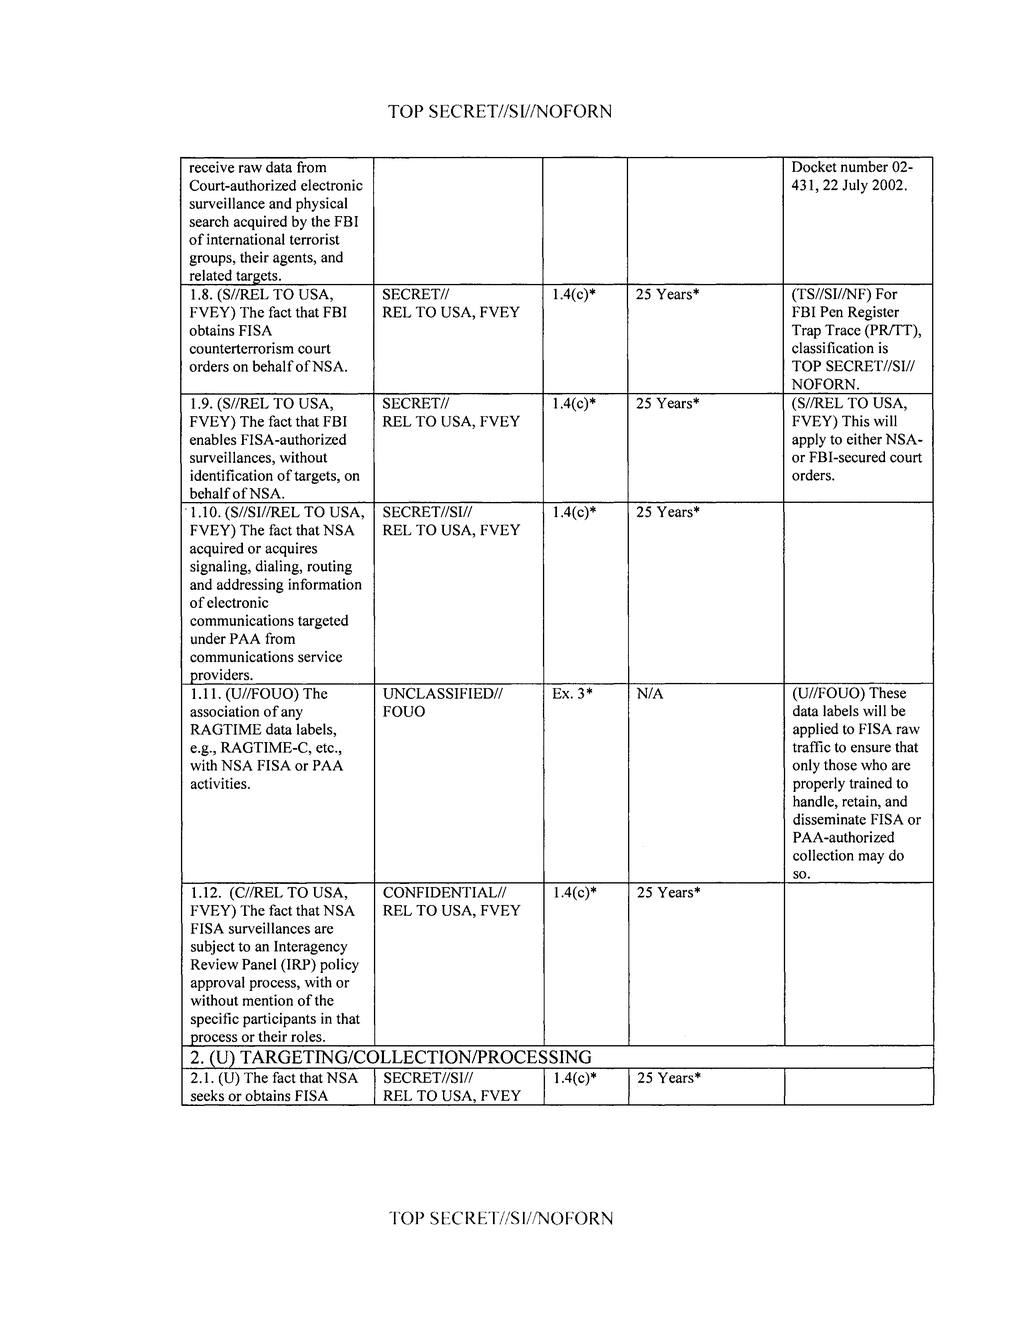 TOP SECRET//SI//NOFORN
receive raw data from
Court-authorized electronic
surveillance and physical
search acquired by the FBI
of international terrorist
groups, their agents, and
related targets.
Docket number 02-
431, 22 July 2002.
1.8. (S//REL TO USA,
FVEY) The fact that FBI
obtains FISA
counterterrorism court
orders on behalf of NSA.
SECRET//
REL TO USA, FVEY
1.4(c)*
25 Years*
(TS//SI//NF) For
FBI Pen Register
Trap Trace (PR/TT),
classification is
TOP SECRET//SI//
NOFORN.
1.9. (S//REL TO USA,
FVEY) The fact that FBI
enables FISA-authorized
surveillances, without
identification of targets, on
behalf of NSA.
SECRET//
REL TO USA, FVEY
1.4(c)*
25 Years*
(S//REL TO USA,
FVEY) This will
apply to either NSA-
or FBI-secured court
orders.
1.10. (S//SI//REL TO USA,
FVEY) The fact that NSA
acquired or acquires
signaling, dialing, routing
and addressing information
of electronic
communications targeted
under PAA from
communications service
providers.
SECRET//SI//
REL TO USA, FVEY
1.4(c)*
25 Years*
1.11. (U//FOUO) The
association of any
RAGTIME data labels,
e.g., RAGTIME-C, etc.,
with NSA FISA or PAA
activities.
UNCLASSIFIED//
FOUO
Ex. 3*
N/A
(U//FOUO) These
data labels will be
applied to FISA raw
traffic to ensure that
only those who are
properly trained to
handle, retain, and
disseminate FISA or
PAA-authorized
collection may do
so.
1.12. (C//REL TO USA,
FVEY) The fact that NSA
FISA surveillances are
subject to an Interagency
Review Panel (IRP) policy
approval process, with or
without mention of the
specific participants in that
process or their roles.
CONFIDENTIAL//
REL TO USA, FVEY
1.4(c)*
25 Years*
2. (U) TARGETING/COLLECTION/PROCESSING
2.1. (U) The fact that NSA
seeks or obtains FISA
SECRET//SI//
REL TO USA, FVEY
1.4(c)*
25 Years*
TOP SECRET//SI//NOFORN